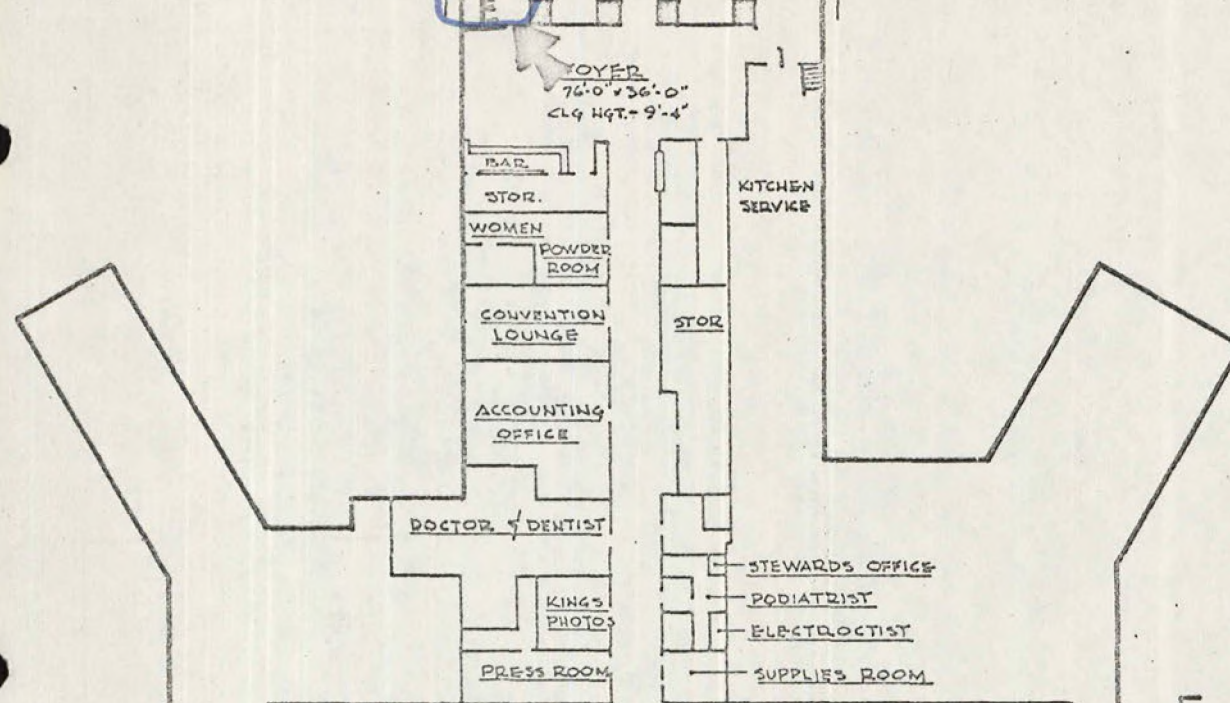 FOYER
76'-0" x 36'-0"
CLG HGT. - 9'-4"
BAR
STOR.
KITCHEN
SERVICE
WOMEN
POWDER
ROOM
CONVENTION
LOUNGE
STOR
ACCOUNTING
OFFICE
DOCTOR & DENTIST
STEWARDS OFFICE
KINGS
PHOTOS
PODIATRIST
ELECTROCTIST
PRESS ROOM
SUPPLIES ROOM